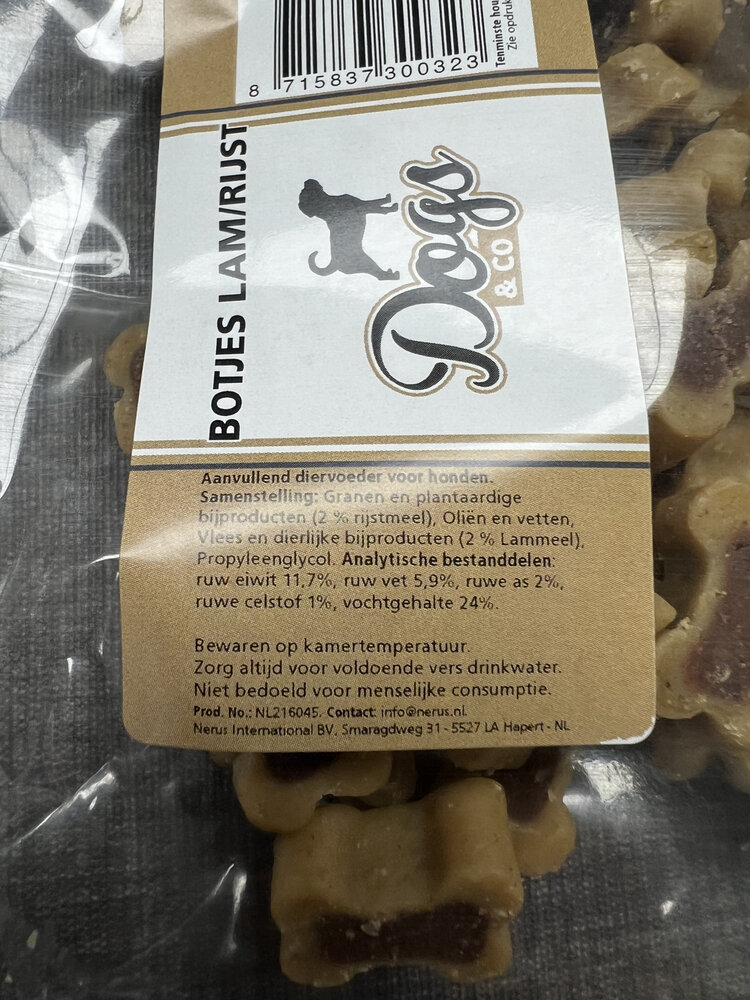 8 715837 300323
Tenminste
Zie
BOTJES LAM/RIJST
Dogs
& CO
Aanvullend diervoeder voor honden.
Samenstelling: Granen en plantaardige
bijproducten (2 % rijstmeel), Oliën en vetten,
Vlees en dierlijke bijproducten (2 % Lammeel),
Propyleenglycol. Analytische bestanddelen:
ruw eiwit 11,7%, ruw vet 5,9%, ruwe as 2%,
ruwe celstof 1%, vochtgehalte 24%.
Bewaren op kamertemperatuur.
Zorg altijd voor voldoende vers drinkwater.
Niet bedoeld voor menselijke consumptie.
Prod. No.: NL216045. Contact: info@nerus.nl
Nerus International BV, Smaragdweg 31 - 5527 LA Hapert - NL